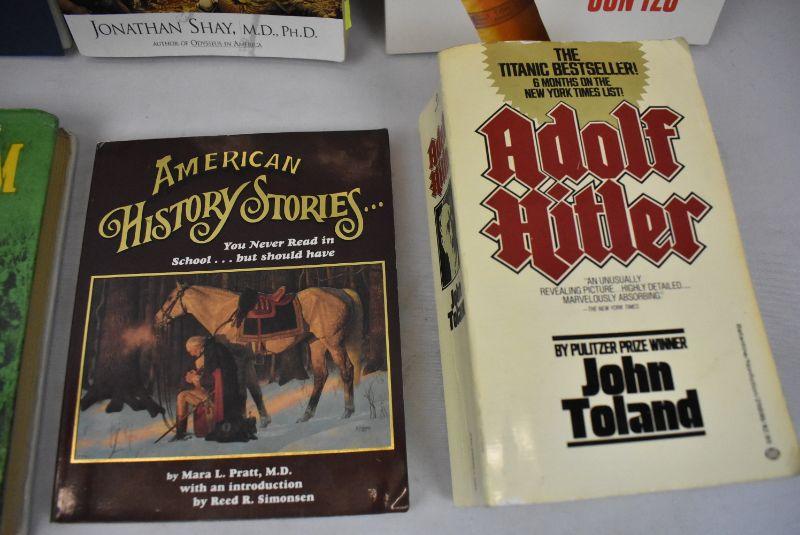 JONATHAN SHAY, M.D., PH.D.
AUTHOR OF ODYSSEUS IN AMERICA
SUN TZU
M
AMERICAN
HISTORY STORIES...
You Never Read in
School . . . but should have
by Mara L. Pratt, M.D.
with an introduction
by Reed R. Simonsen
THE
TITANIC BESTSELLER!
6 MONTHS ON THE
NEW YORK TIMES LIST!
Adolf
Hitler
"AN UNUSUALLY
REVEALING PICTURE...HIGHLY DETAILED....
MARVELOUSLY ABSORBING."
—THE NEW YORK TIMES
BY PULITZER PRIZE WINNER
John
Toland
Adolf
Hitler
John
Toland